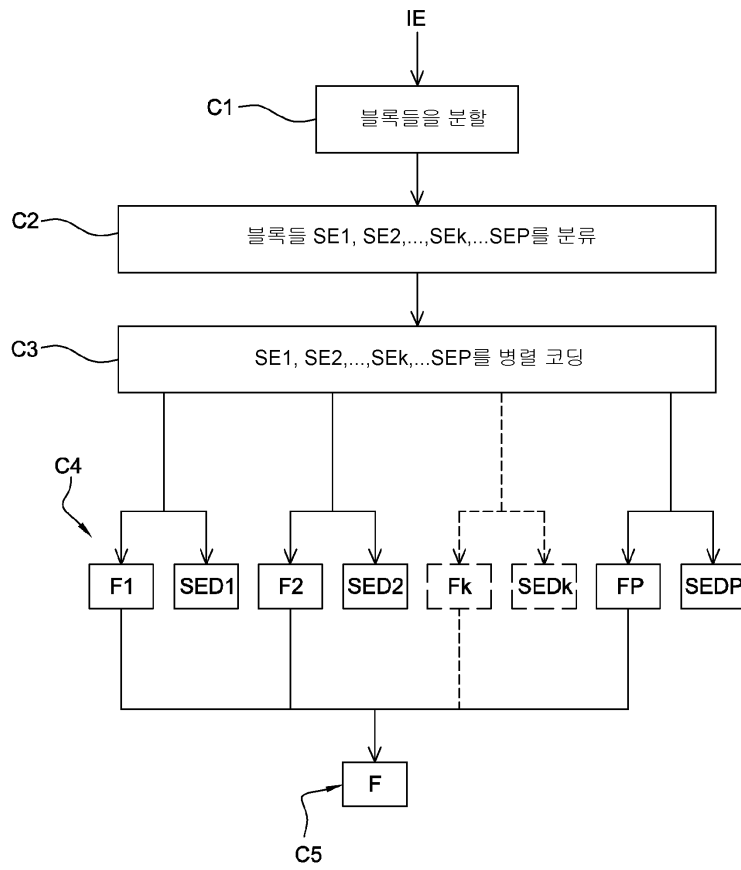 IE
C1
블록들을 분할
C2
블록들 SE1, SE2,...,SEk,...SEP를 분류
C3
SE1, SE2,...,SEk,...SEP를 병렬 코딩
C4
F1
SED1
F2
SED2
Fk
SEDk
FP
SEDP
F
C5